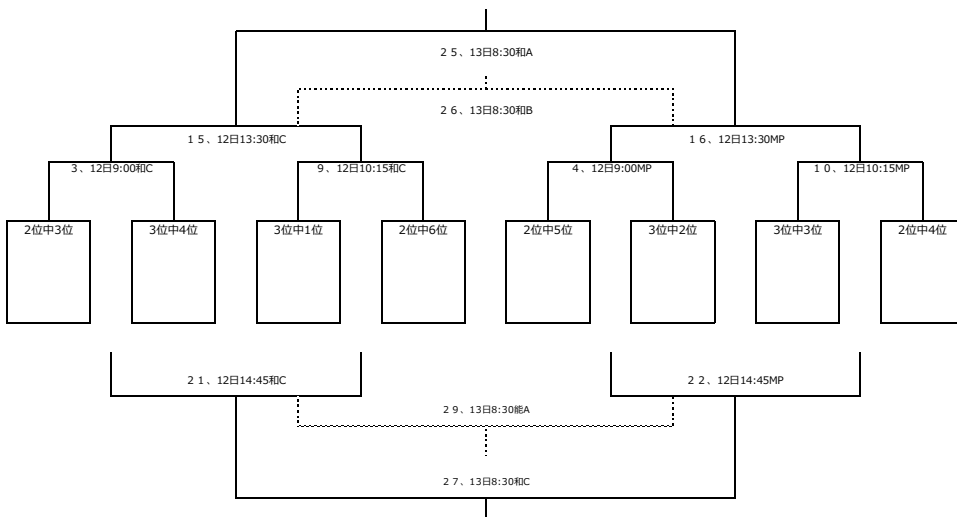 ２５、13日8:30和A
２６、13日8:30和B
１５、12日13:30和C
１６、12日13:30MP
３、12日9:00和C
９、12日10:15和C
４、12日9:00MP
１０、12日10:15MP
2位中3位
3位中4位
3位中1位
2位中6位
2位中5位
3位中2位
3位中3位
2位中4位
２１、12日14:45和C
２２、12日14:45MP
２９、13日8:30能A
２７、13日8:30和C